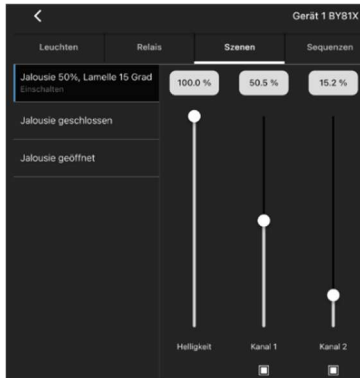 Gerät 1 BY81X
Leuchten
Relais
Szenen
Sequenzen
Jalousie 50%, Lamelle 15 Grad
Einschalten
Jalousie geschlossen
Jalousie geöffnet
100.0 %
50.5 %
15.2 %
Helligkeit
Kanal 1
Kanal 2